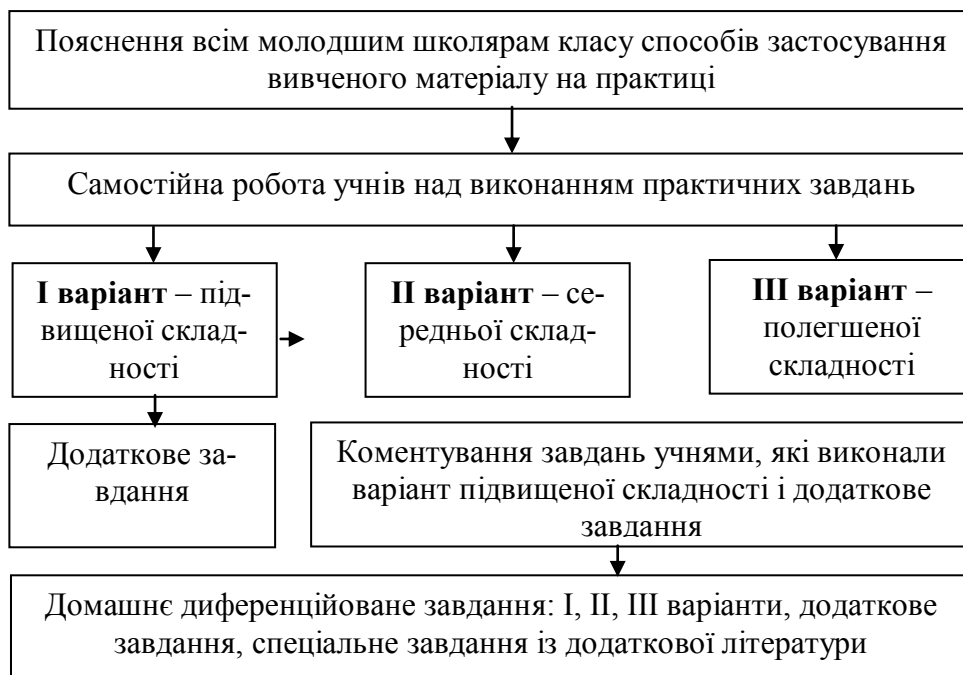 Пояснення всім молодшим школярам класу способів застосування
вивченого матеріалу на практиці
Самостійна робота учнів над виконанням практичних завдань
І варіант – під-
вищеної склад-
ності
ІІ варіант – се-
редньої склад-
ності
ІІІ варіант –
полегшеної
складності
Додаткове за-
вдання
Коментування завдань учнями, які виконали
варіант підвищеної складності і додаткове
завдання
Домашнє диференційоване завдання: І, ІІ, ІІІ варіанти, додаткове
завдання, спеціальне завдання із додаткової літератури